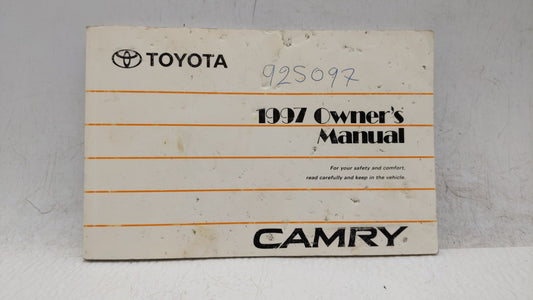 TOYOTA
925097
1997 Owner's
Manual
For your safety and comfort,
read carefully and keep in the vehicle.
CAMRY